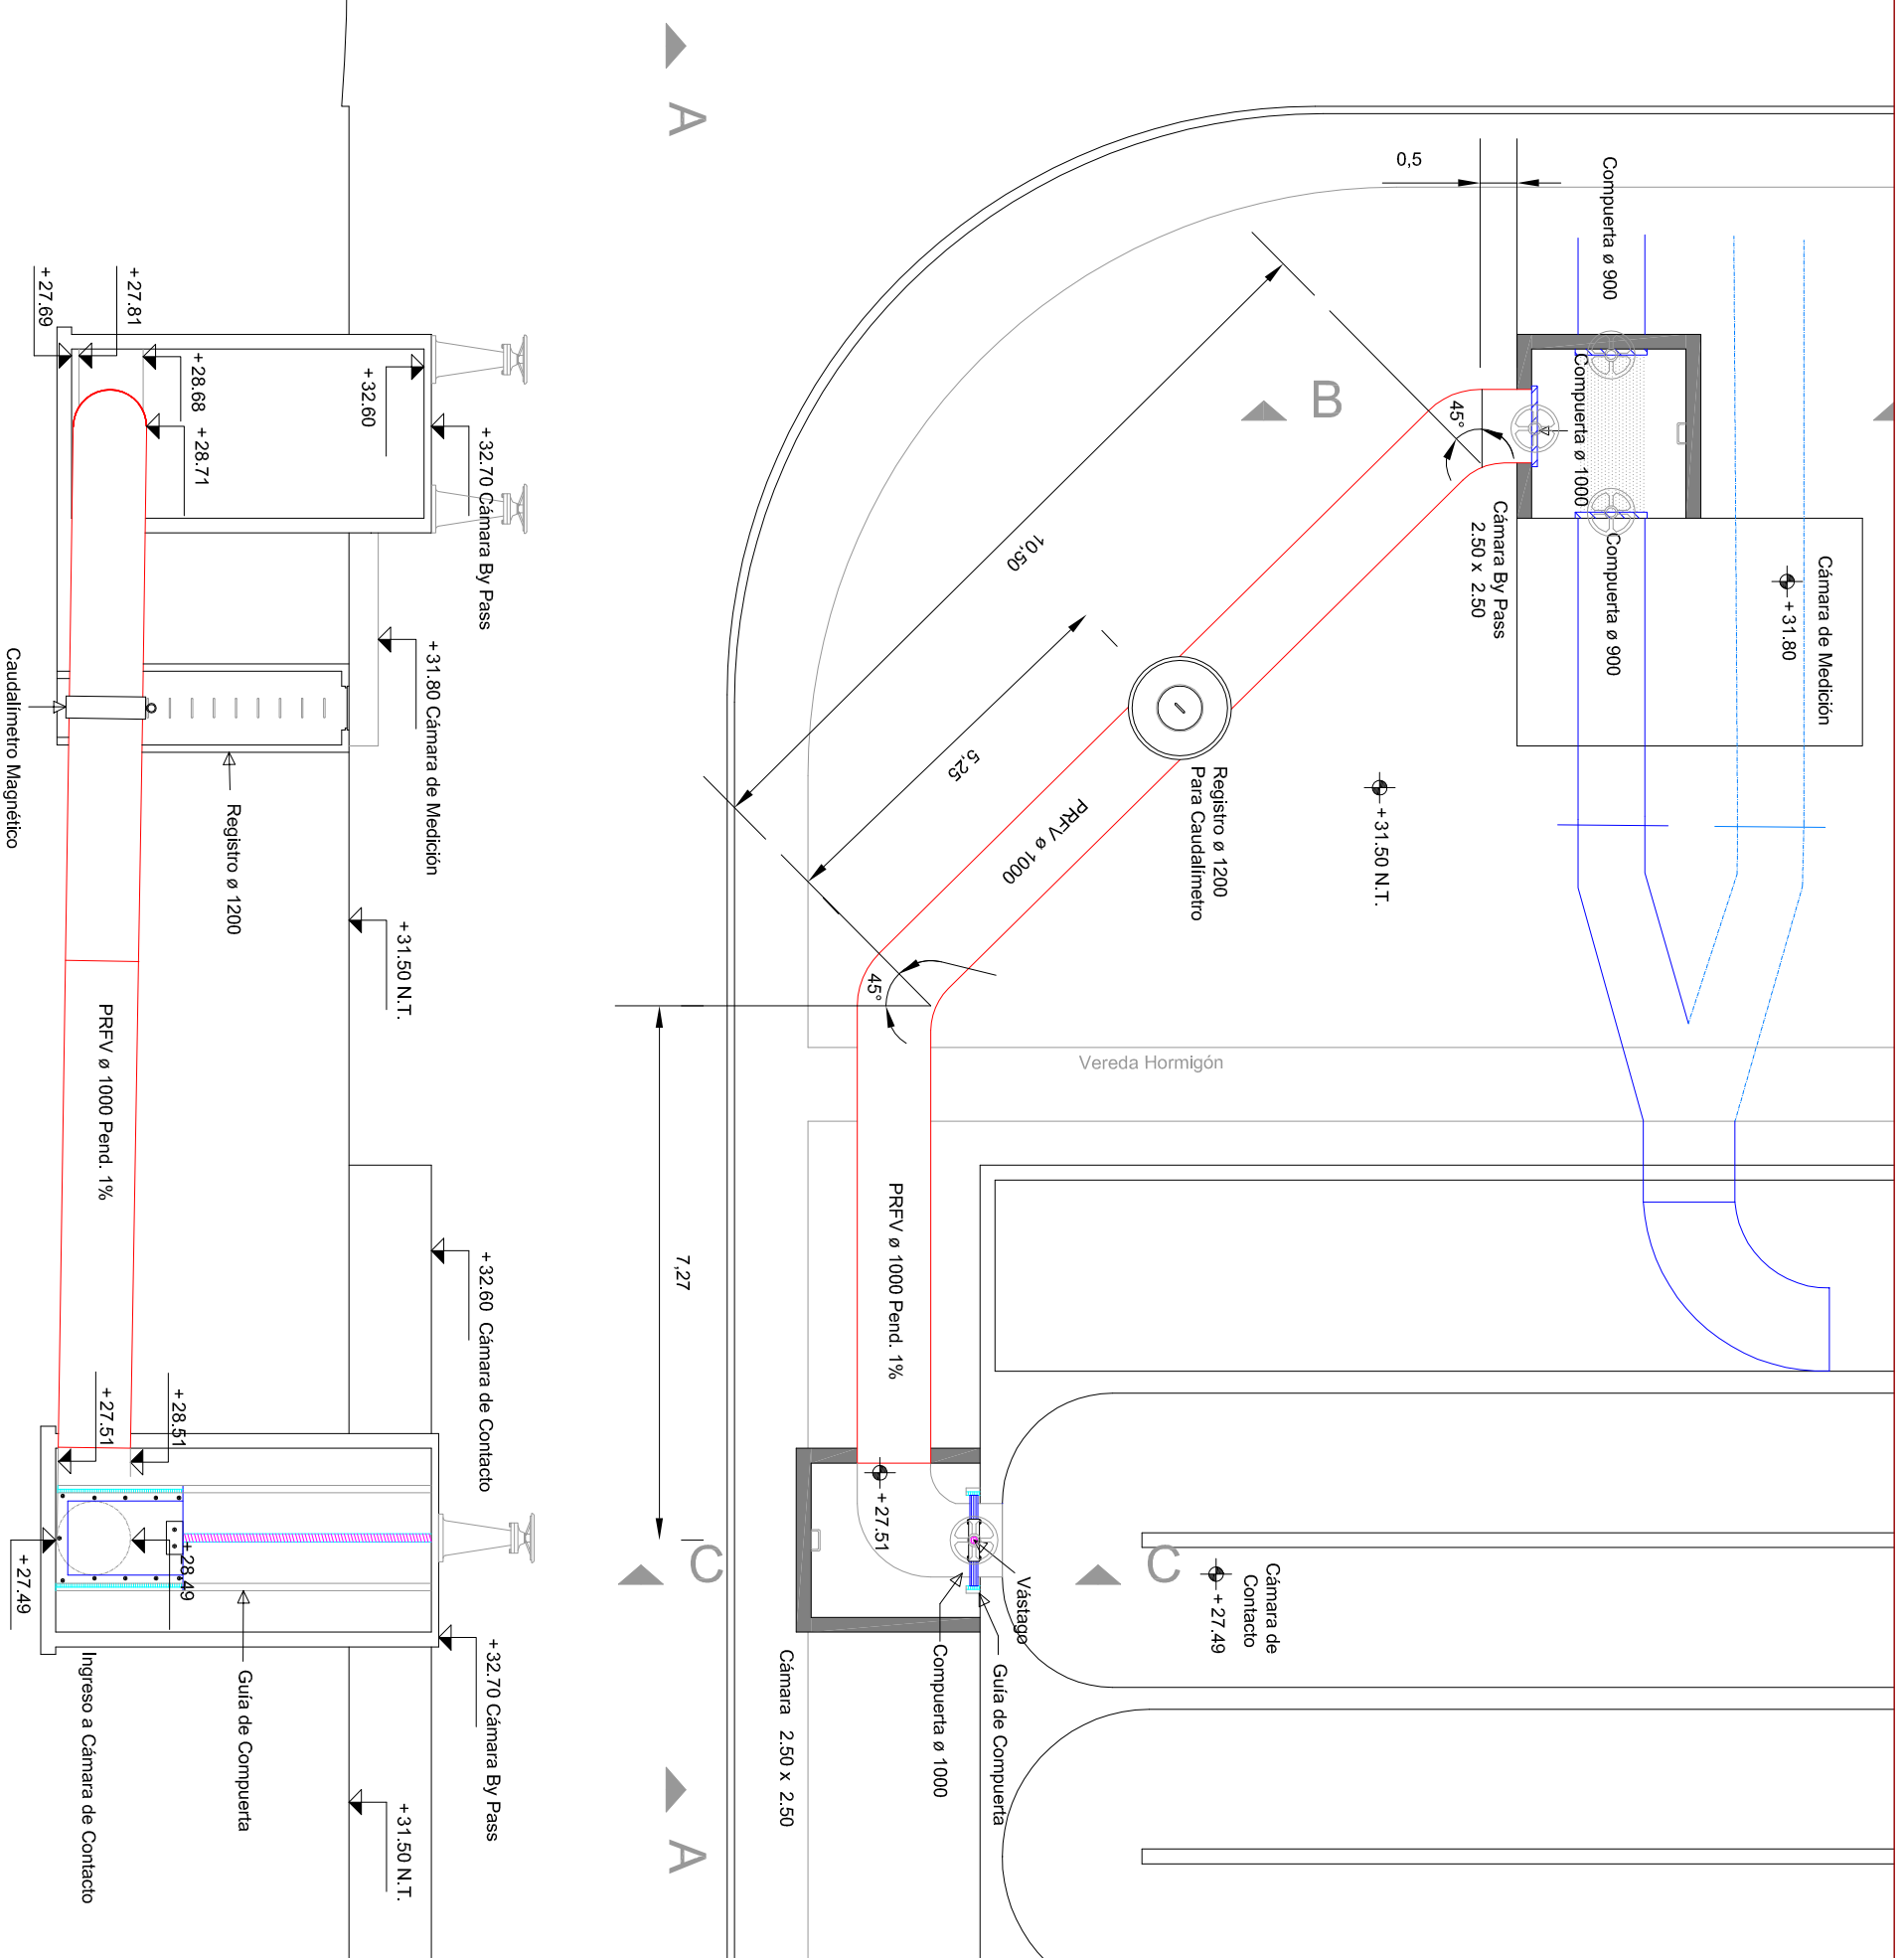 A
B
0,5
Compuerta ø 900
Compuerta ø 1000
Compuerta ø 900
Cámara de Medición
+31.80
Cámara By Pass
2.50 x 2.50
45°
10,50
5,25
Registro ø 1200
Para Caudalímetro
PRFV ø 1000
+31.50 N.T.
45°
Vereda Hormigón
7,27
PRFV ø 1000 Pend. 1%
+27.51
C
C
Vástago
Guía de Compuerta
Compuerta ø 1000
Cámara 2.50 x 2.50
Cámara de
Contacto
+27.49
A
+27.69
+27.81
+28.68
+28.71
+32.60
+32.70 Cámara By Pass
+31.80 Cámara de Medición
Caudalímetro Magnético
Registro ø 1200
+31.50 N.T.
PRFV ø 1000 Pend. 1%
+32.60 Cámara de Contacto
+27.51
+28.51
+28.49
+27.49
Guía de Compuerta
Ingreso a Cámara de Contacto
+32.70 Cámara By Pass
+31.50 N.T.